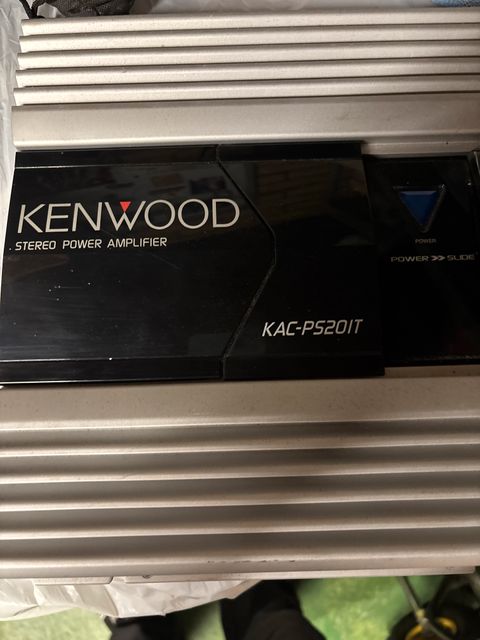 KENWOOD
STEREO POWER AMPLIFIER
POWER
POWER >> SLIDE
KAC-PS201T